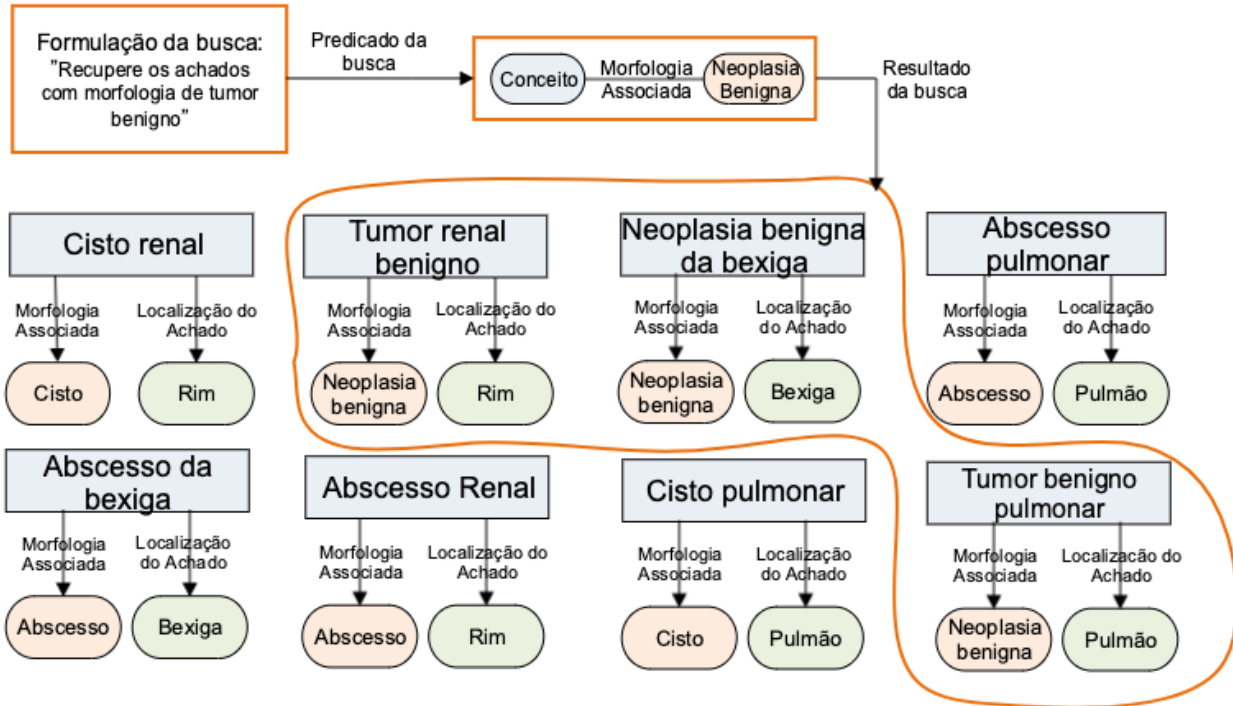 Formulação da busca:
”Recupere os achados
com morfologia de tumor
benigno”
Predicado da
busca
Conceito
Morfologia
Associada
Neoplasia
Benigna
Resultado
da busca
Cisto renal
Morfologia
Associada
Localização do
Achado
Cisto
Rim
Tumor renal
benigno
Morfologia
Associada
Localização do
Achado
Neoplasia
benigna
Rim
Neoplasia benigna
da bexiga
Morfologia
Associada
Localização
do Achado
Neoplasia
benigna
Bexiga
Abscesso
pulmonar
Morfologia
Associada
Localização
do Achado
Abscesso
Pulmão
Abscesso da
bexiga
Morfologia
Associada
Localização
do Achado
Abscesso
Bexiga
Abscesso Renal
Morfologia
Associada
Localização do
Achado
Abscesso
Rim
Cisto pulmonar
Morfologia
Associada
Localização
do Achado
Cisto
Pulmão
Tumor benigno
pulmonar
Morfologia
Associada
Localização do
Achado
Neoplasia
benigna
Pulmão